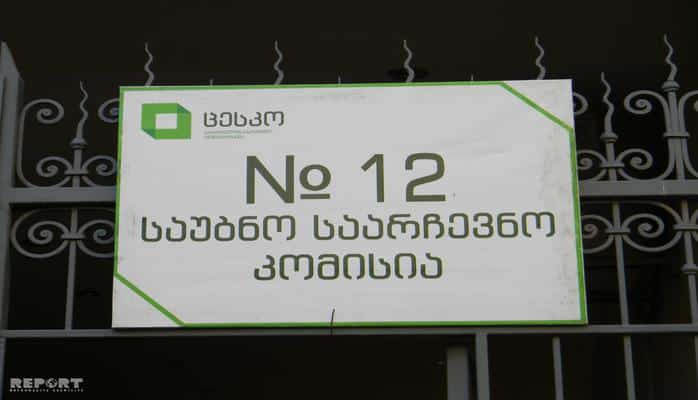 ᲪᲔᲡᲙᲝ
№ 12
ᲡᲐᲣᲑᲜᲝ ᲡᲐᲐᲠᲩᲔᲕᲜᲝ
ᲙᲝᲛᲘᲡᲘᲐ
REPORT